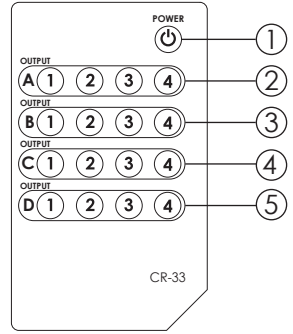 POWER
1
OUTPUT
A 1 2 3 4 2
OUTPUT
B 1 2 3 4 3
OUTPUT
C 1 2 3 4 4
OUTPUT
D 1 2 3 4 5
CR-33